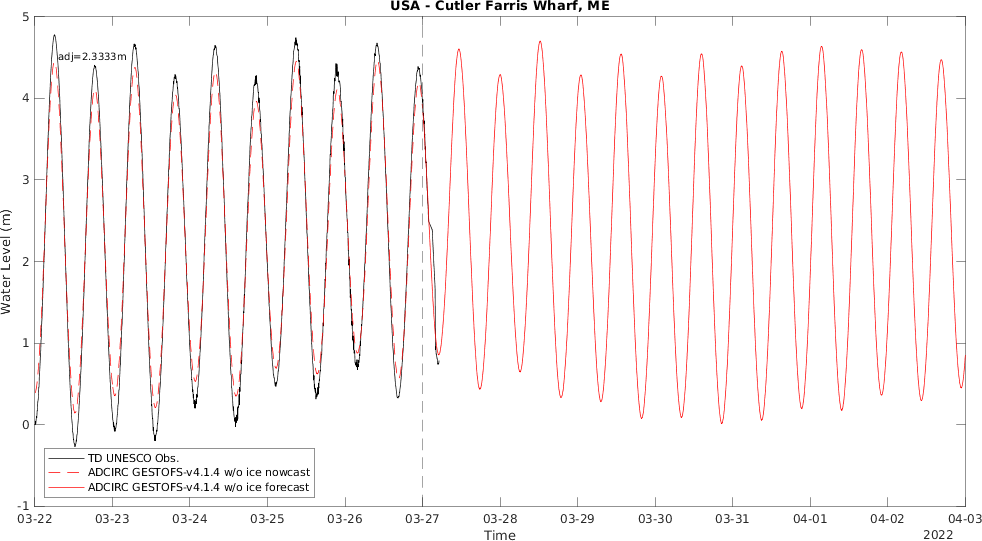 USA - Cutler Farris Wharf, ME
5
adj=2.3333m
4
3
2
1
0
-1
Water Level (m)
TD UNESCO Obs.
ADCIRC GESTOFS-v4.1.4 w/o ice nowcast
ADCIRC GESTOFS-v4.1.4 w/o ice forecast
03-22 03-23 03-24 03-25 03-26 03-27 03-28 03-29 03-30 03-31 04-01 04-02 04-03
Time
2022